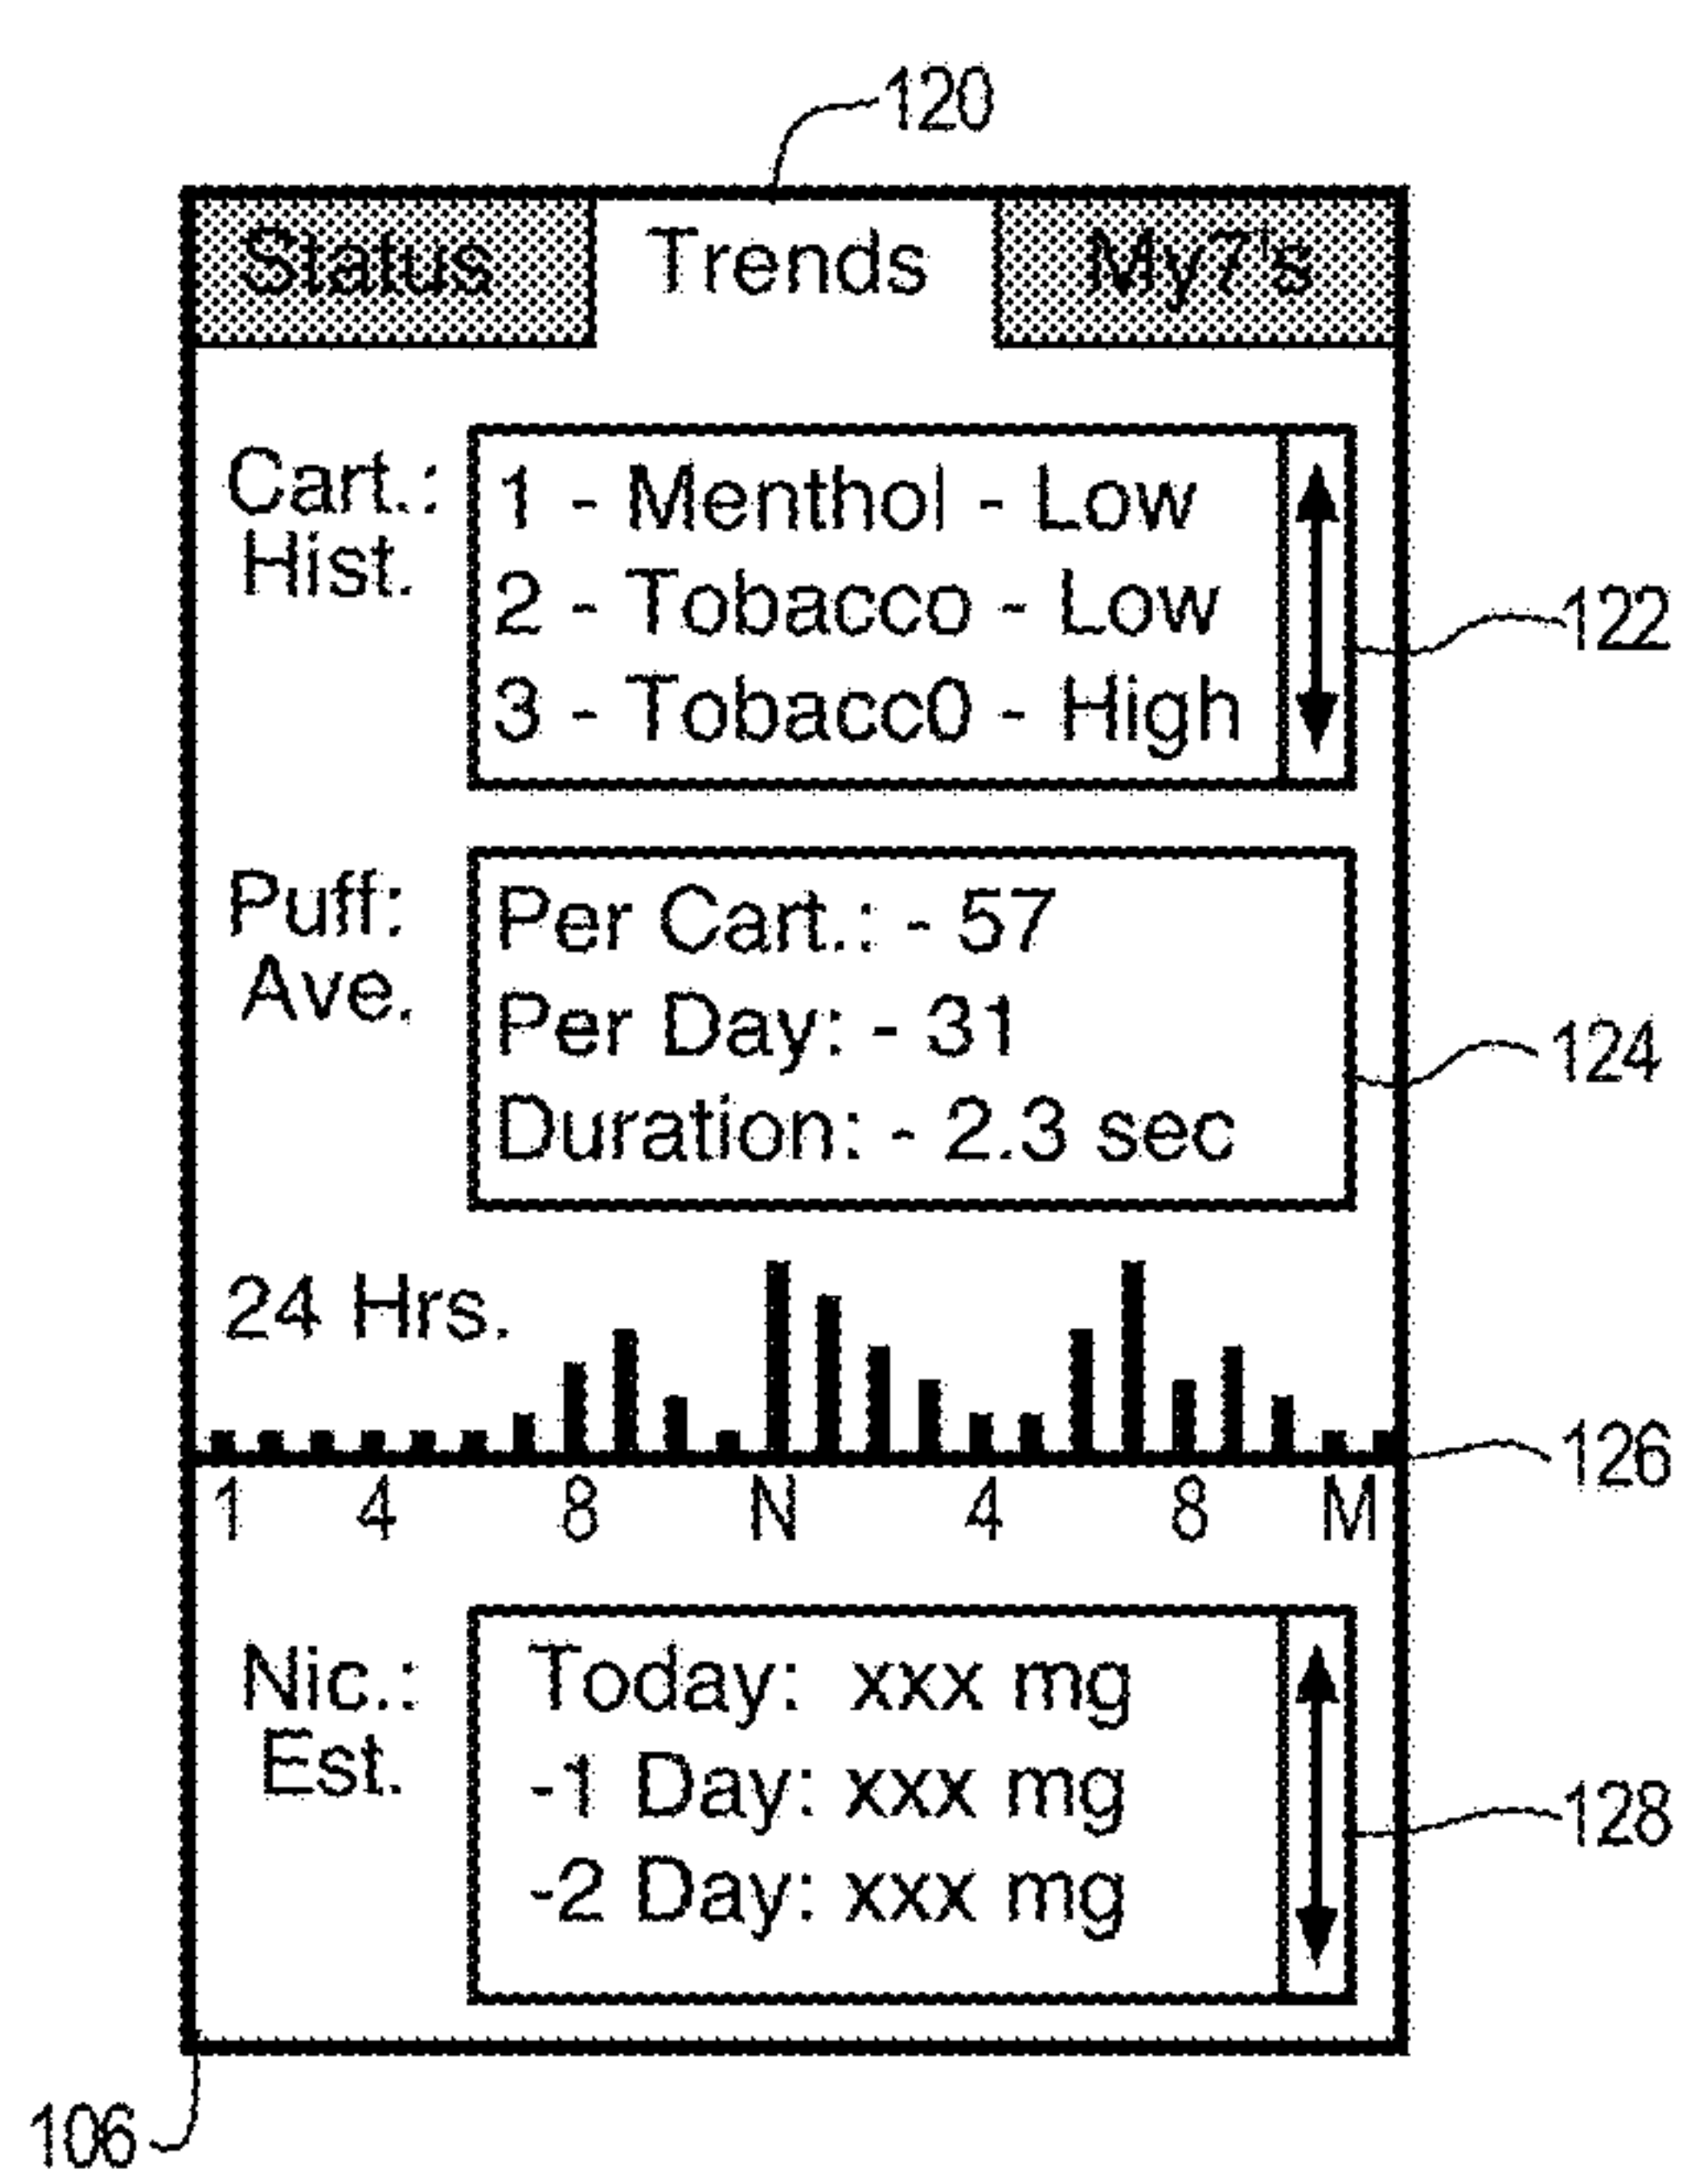 120
Status Trends My7's
Cart.: 1 - Menthol - Low
Hist. 2 - Tobacco - Low
122
3 - Tobacc0 - High
Puff: Per Cart.: - 57
Ave. Per Day: - 31
124
Duration: - 2.3 sec
24 Hrs.
126
1 4 8 N 4 8 M
Nic.: Today: xxx mg
Est. -1 Day: xxx mg
128
-2 Day: xxx mg
106